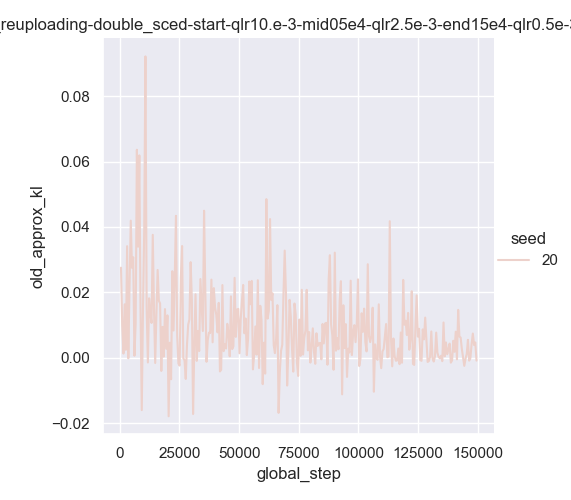 _reuploading-double_sced-start-qlr10.e-3-mid05e4-qlr2.5e-3-end15e4-qlr0.5e-3
0.08
0.06
0.04
0.02
0.00
−0.02
old_approx_kl
0 25000 50000 75000 100000 125000 150000
global_step
seed
20